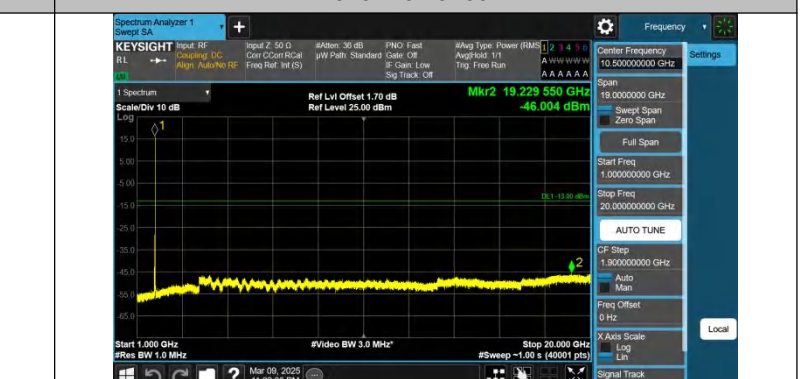 Spectrum Analyzer 1
Swept SA
+
Frequency
KEYSIGHT
Input: RF
Coupling: DC
Align: Auto/No RF
Input Z: 50 Ω
Corr CCorr RCal
Freq Ref: Int (S)
#Atten: 36 dB
µW Path: Standard
PNO: Fast
Gate: Off
IF Gain: Low
Sig Track: Off
#Avg Type: Power (RMS
Avg|Hold: 1/1
Trig: Free Run
1 2 3 4 5 6
A W W W W W
A A A A A A
RL
LXI
Center Frequency
10.500000000 GHz
Settings
Span
19.0000000 GHz
Swept Span
Zero Span
Full Span
Start Freq
1.000000000 GHz
Stop Freq
20.000000000 GHz
AUTO TUNE
CF Step
1.900000000 GHz
Auto
Man
Freq Offset
0 Hz
X Axis Scale
Log
Lin
Signal Track
Local
1 Spectrum
Scale/Div 10 dB
Log
Ref Lvl Offset 1.70 dB
Ref Level 25.00 dBm
Mkr2 19.229 550 GHz
-46.004 dBm
1
15.0
5.00
-5.00
DL1 -13.00 dBm
-15.0
-25.0
-35.0
2
-45.0
-55.0
-65.0
Start 1.000 GHz
#Res BW 1.0 MHz
#Video BW 3.0 MHz*
Stop 20.000 GHz
#Sweep ~1.00 s (40001 pts)
?
Mar 09, 2025